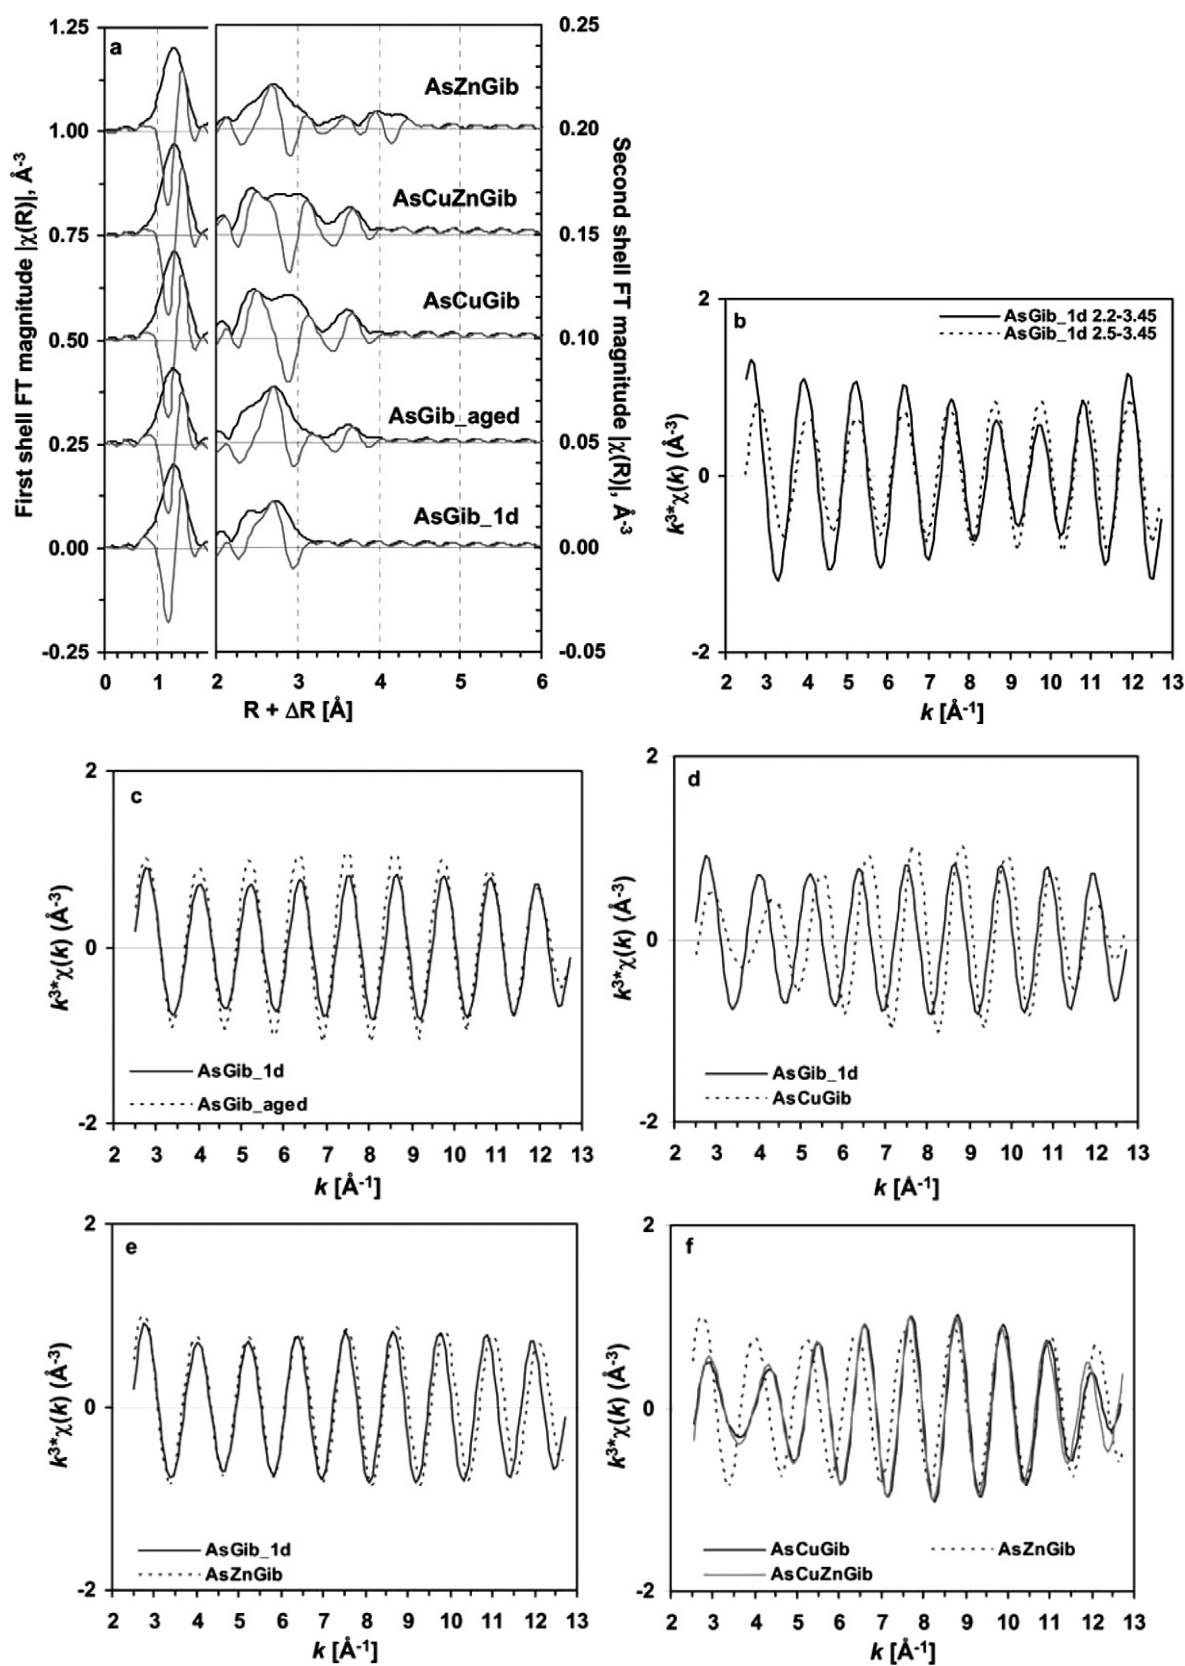 a
First shell FT magnitude |χ(R)|, Å-3
1.25
1.00
0.75
0.50
0.25
0.00
-0.25
AsZnGib
AsCuZnGib
AsCuGib
AsGib_aged
AsGib_1d
0.25
0.20
0.15
0.10
0.05
0.00
-0.05
Second shell FT magnitude |χ(R)|, Å-3
0 1 2 3 4 5 6
R + ΔR [Å]
b
AsGib_1d 2.2-3.45
AsGib_1d 2.5-3.45
k3*χ(k) (Å-3)
2
0
-2
2 3 4 5 6 7 8 9 10 11 12 13
k [Å-1]
c
k3*χ(k) (Å-3)
2
0
-2
AsGib_1d
AsGib_aged
2 3 4 5 6 7 8 9 10 11 12 13
k [Å-1]
d
k3*χ(k) (Å-3)
2
0
-2
AsGib_1d
AsCuGib
2 3 4 5 6 7 8 9 10 11 12 13
k [Å-1]
e
k3*χ(k) (Å-3)
2
0
-2
AsGib_1d
AsZnGib
2 3 4 5 6 7 8 9 10 11 12 13
k [Å-1]
f
k3*χ(k) (Å-3)
2
0
-2
AsCuGib AsZnGib
AsCuZnGib
2 3 4 5 6 7 8 9 10 11 12 13
k [Å-1]